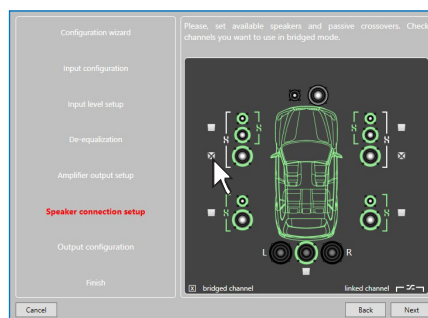 Configuration wizard
Input configuration
Input level setup
De-equalization
Amplifier output setup
Speaker connection setup
Output configuration
Finish
Please, set available speakers and passive crossovers. Check
channels you want to use in bridged mode.
L R
X bridged channel linked channel
Cancel Back Next